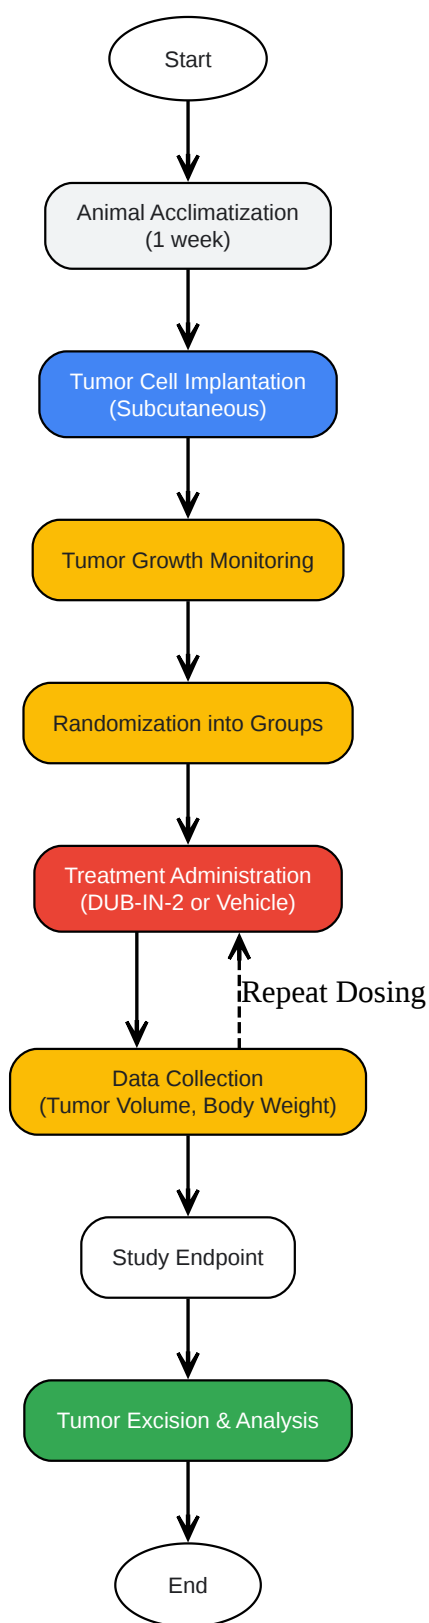 Start
Animal Acclimatization
(1 week)
Tumor Cell Implantation
(Subcutaneous)
Tumor Growth Monitoring
Randomization into Groups
Treatment Administration
(DUB-IN-2 or Vehicle)
Repeat Dosing
Data Collection
(Tumor Volume, Body Weight)
Study Endpoint
Tumor Excision & Analysis
End